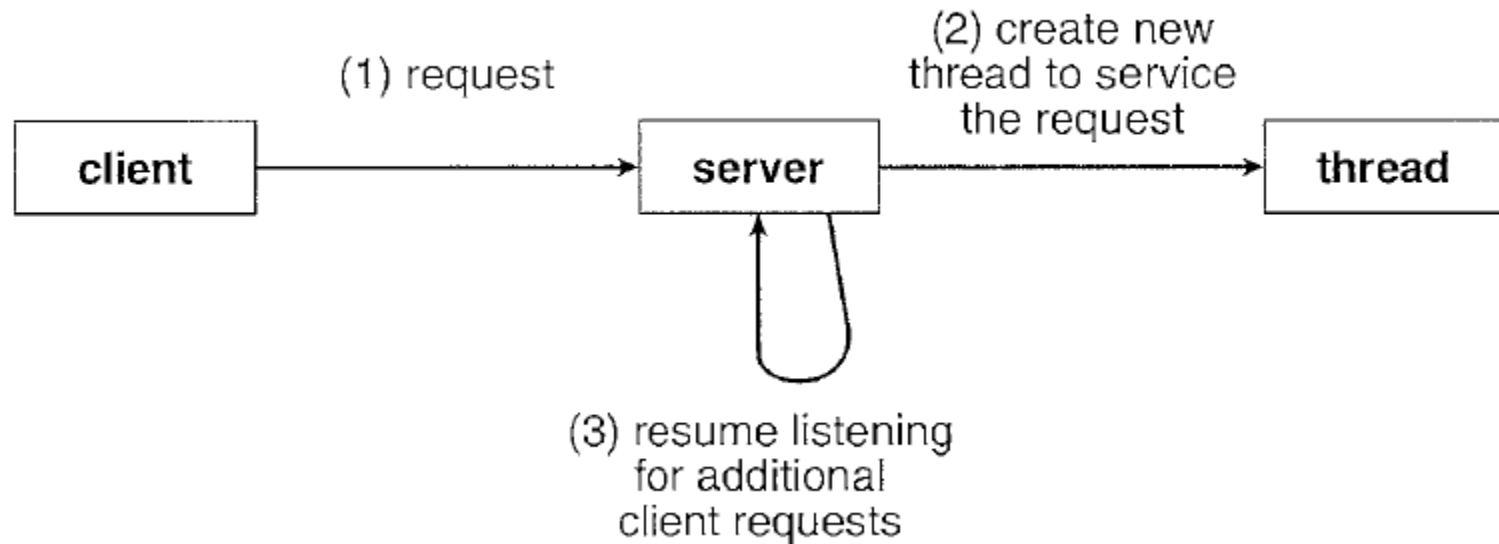 (1) request
(2) create new
thread to service
the request
client
server
thread
(3) resume listening
for additional
client requests